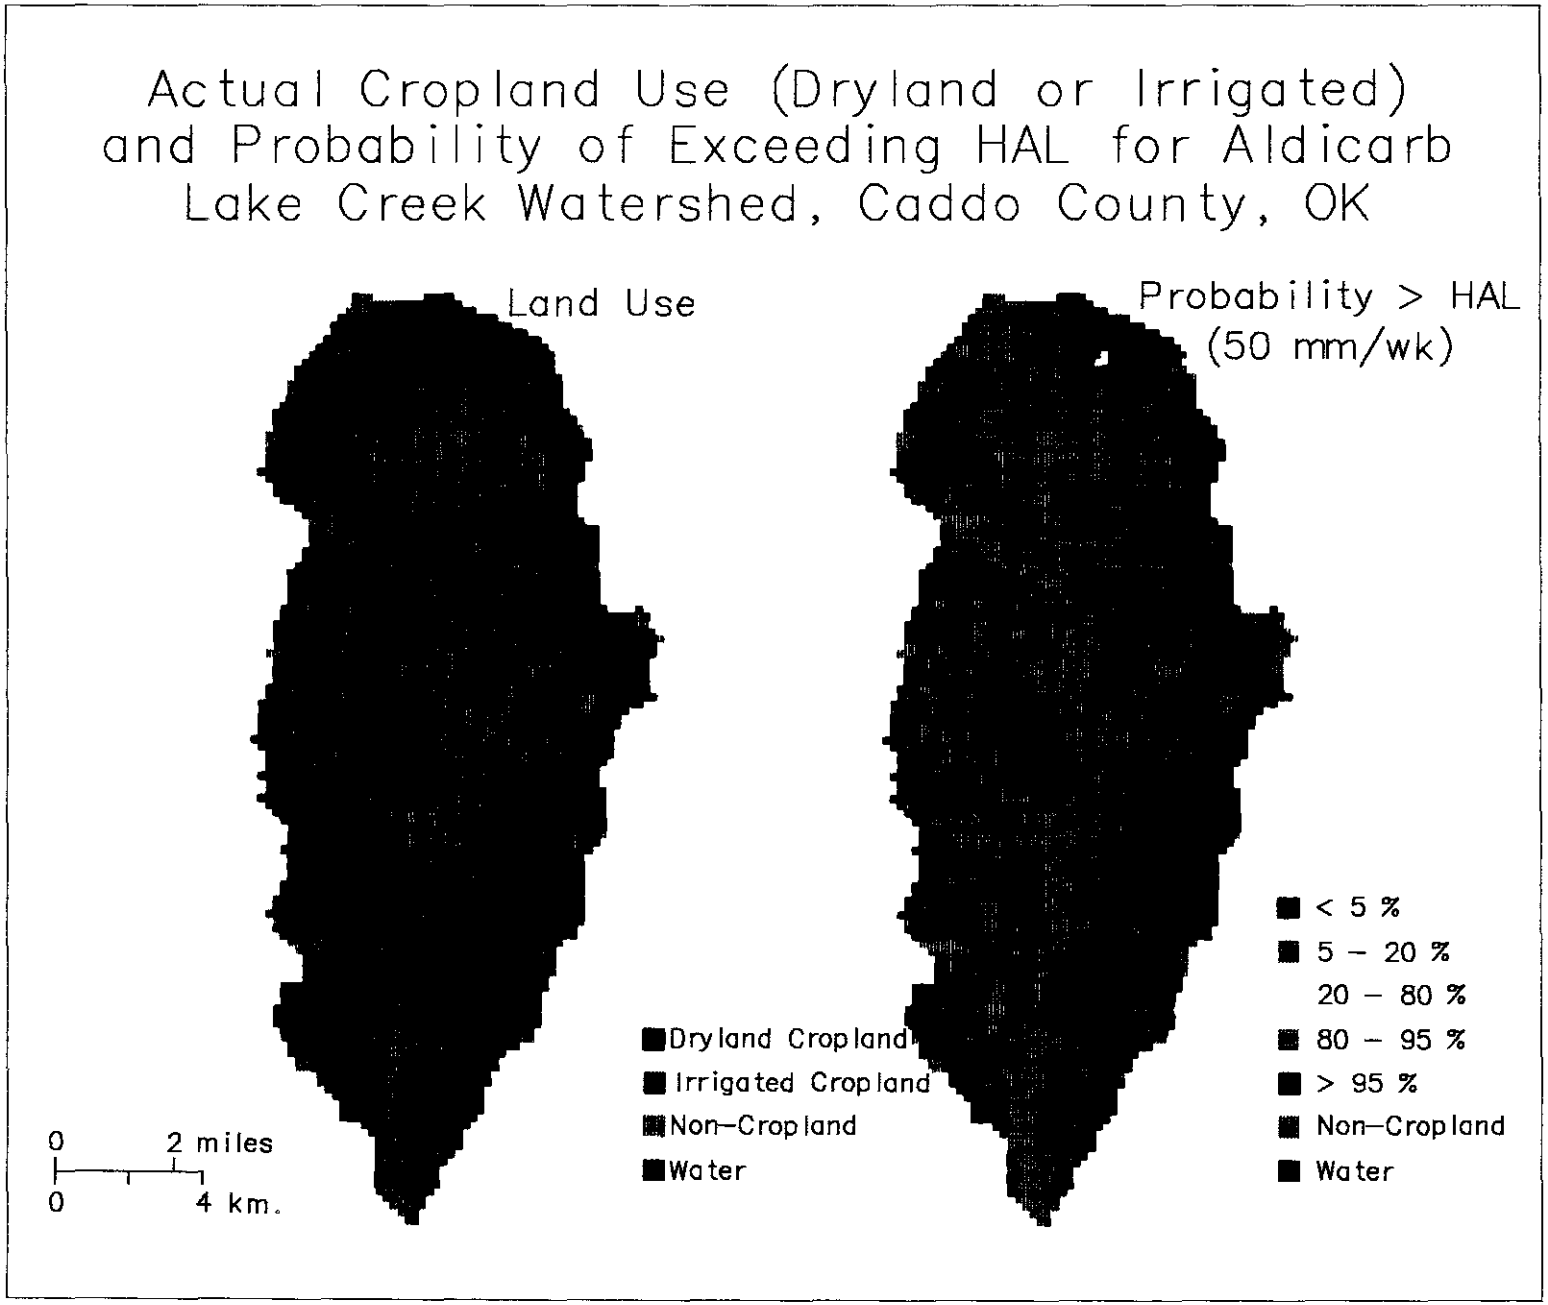 Actual Cropland Use (Dryland or Irrigated)
and Probability of Exceeding HAL for Aldicarb
Lake Creek Watershed, Caddo County, OK
Land Use
Probability > HAL
(50 mm/wk)
Dryland Cropland
Irrigated Cropland
Non-Cropland
Water
< 5 %
5 - 20 %
20 - 80 %
80 - 95 %
> 95 %
Non-Cropland
Water
0 2 miles
0 4 km.